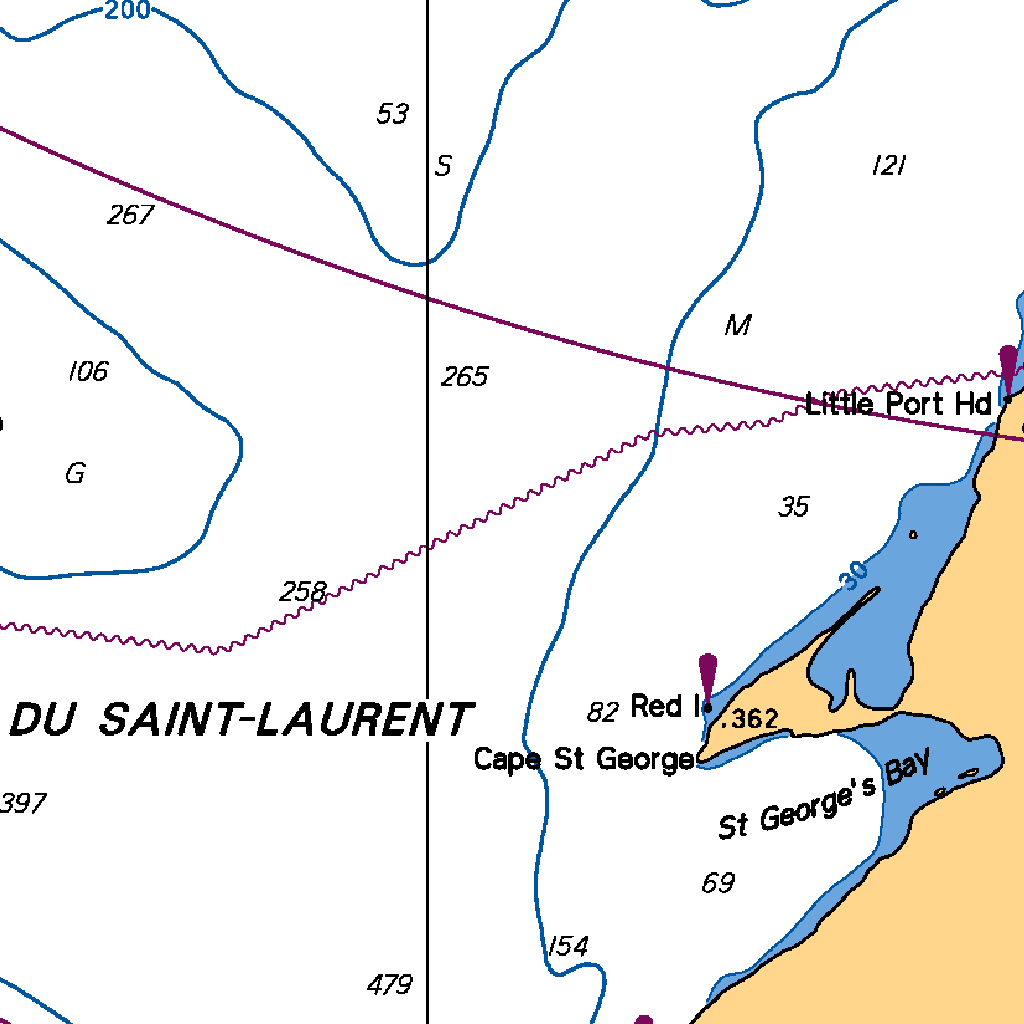 200
53
S
121
267
M
106
265
Little Port Hd
G
35
30
258
82
Red I
.362
DU SAINT-LAURENT
Cape St George
397
St George's Bay
69
154
479